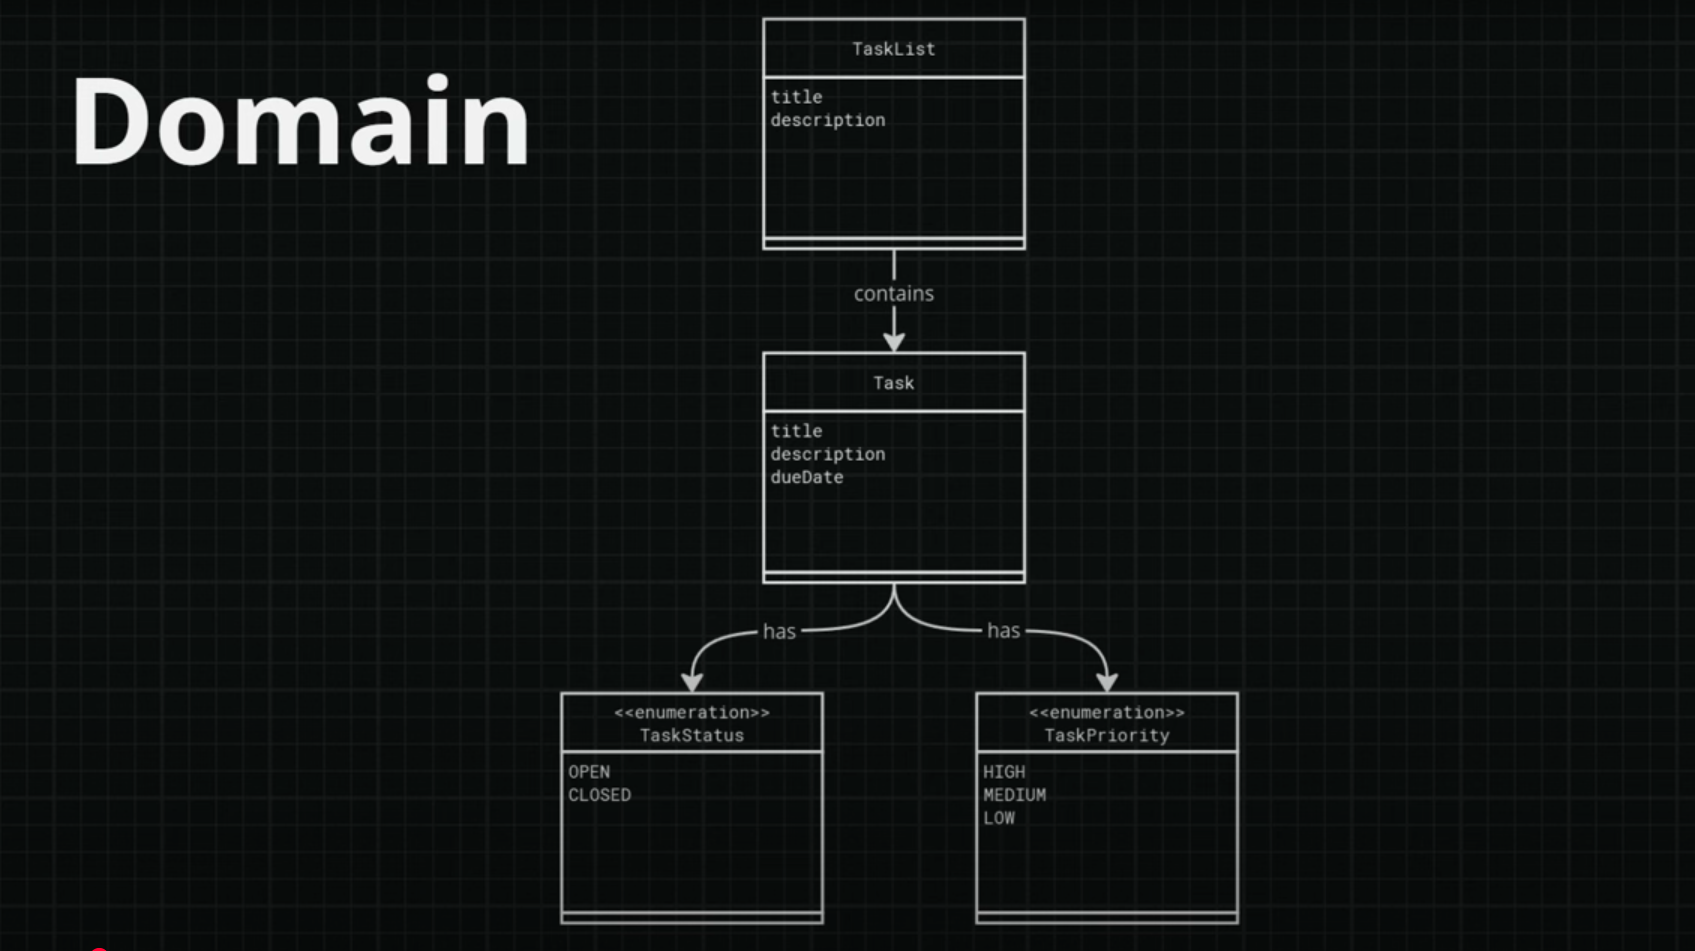 Domain
TaskList
title
description
contains
Task
title
description
dueDate
has
has
<<enumeration>>
TaskStatus
OPEN
CLOSED
<<enumeration>>
TaskPriority
HIGH
MEDIUM
LOW